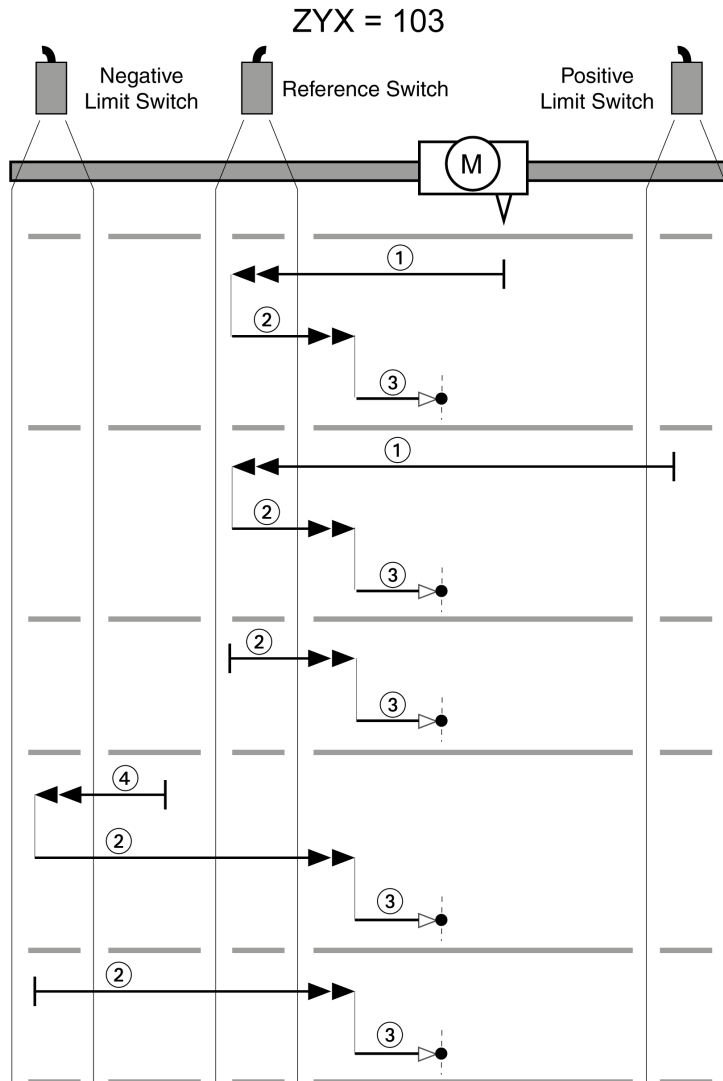 ZYX = 103
Negative
Limit Switch
Reference Switch
Positive
Limit Switch
M
1
2
3
1
2
3
2
3
4
2
3
2
3